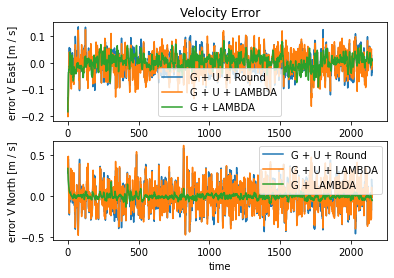 Velocity Error
error V East [m / s]
0.1
0.0
−0.1
−0.2
G + U + Round
G + U + LAMBDA
G + LAMBDA
0 500 1000 1500 2000
error V North [m / s]
0.5
0.0
−0.5
G + U + Round
G + U + LAMBDA
G + LAMBDA
0 500 1000 1500 2000
time